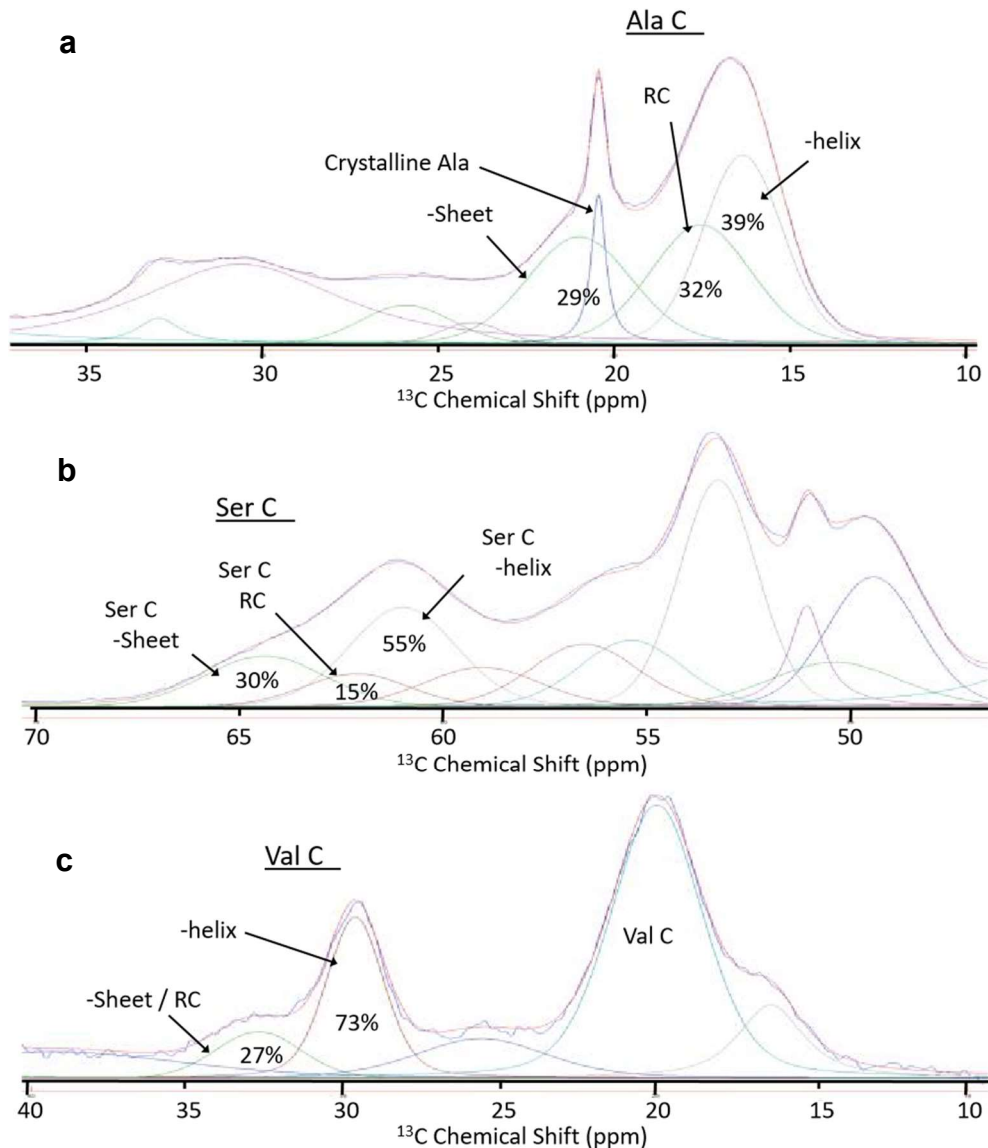 a
Ala C
RC
-helix
Crystalline Ala
-Sheet
39%
29%
32%
35 30 25 20 15 10
13C Chemical Shift (ppm)
b
Ser C
Ser C
-helix
Ser C
RC
Ser C
-Sheet
55%
30%
15%
70 65 60 55 50
13C Chemical Shift (ppm)
c
Val C
-helix
Val C
-Sheet / RC
73%
27%
40 35 30 25 20 15 10
13C Chemical Shift (ppm)